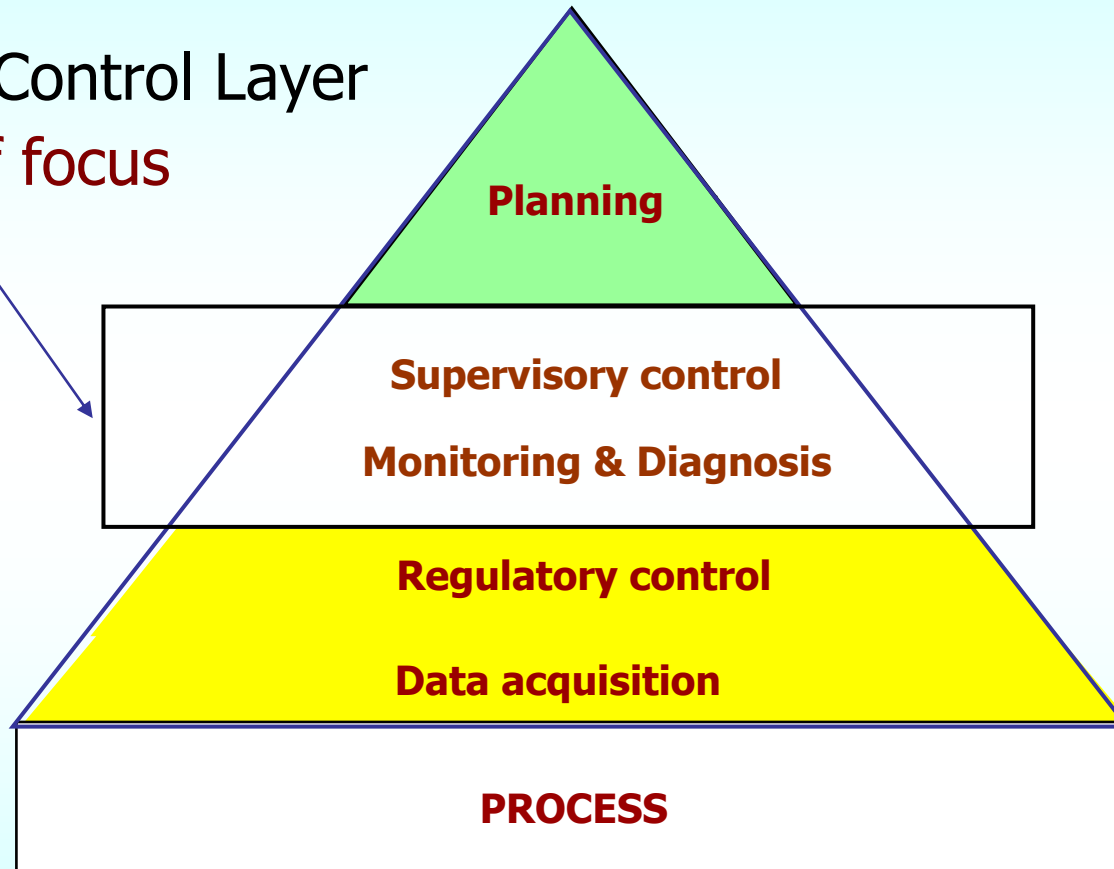 Control Layer
focus
Planning
Supervisory control
Monitoring & Diagnosis
Regulatory control
Data acquisition
PROCESS